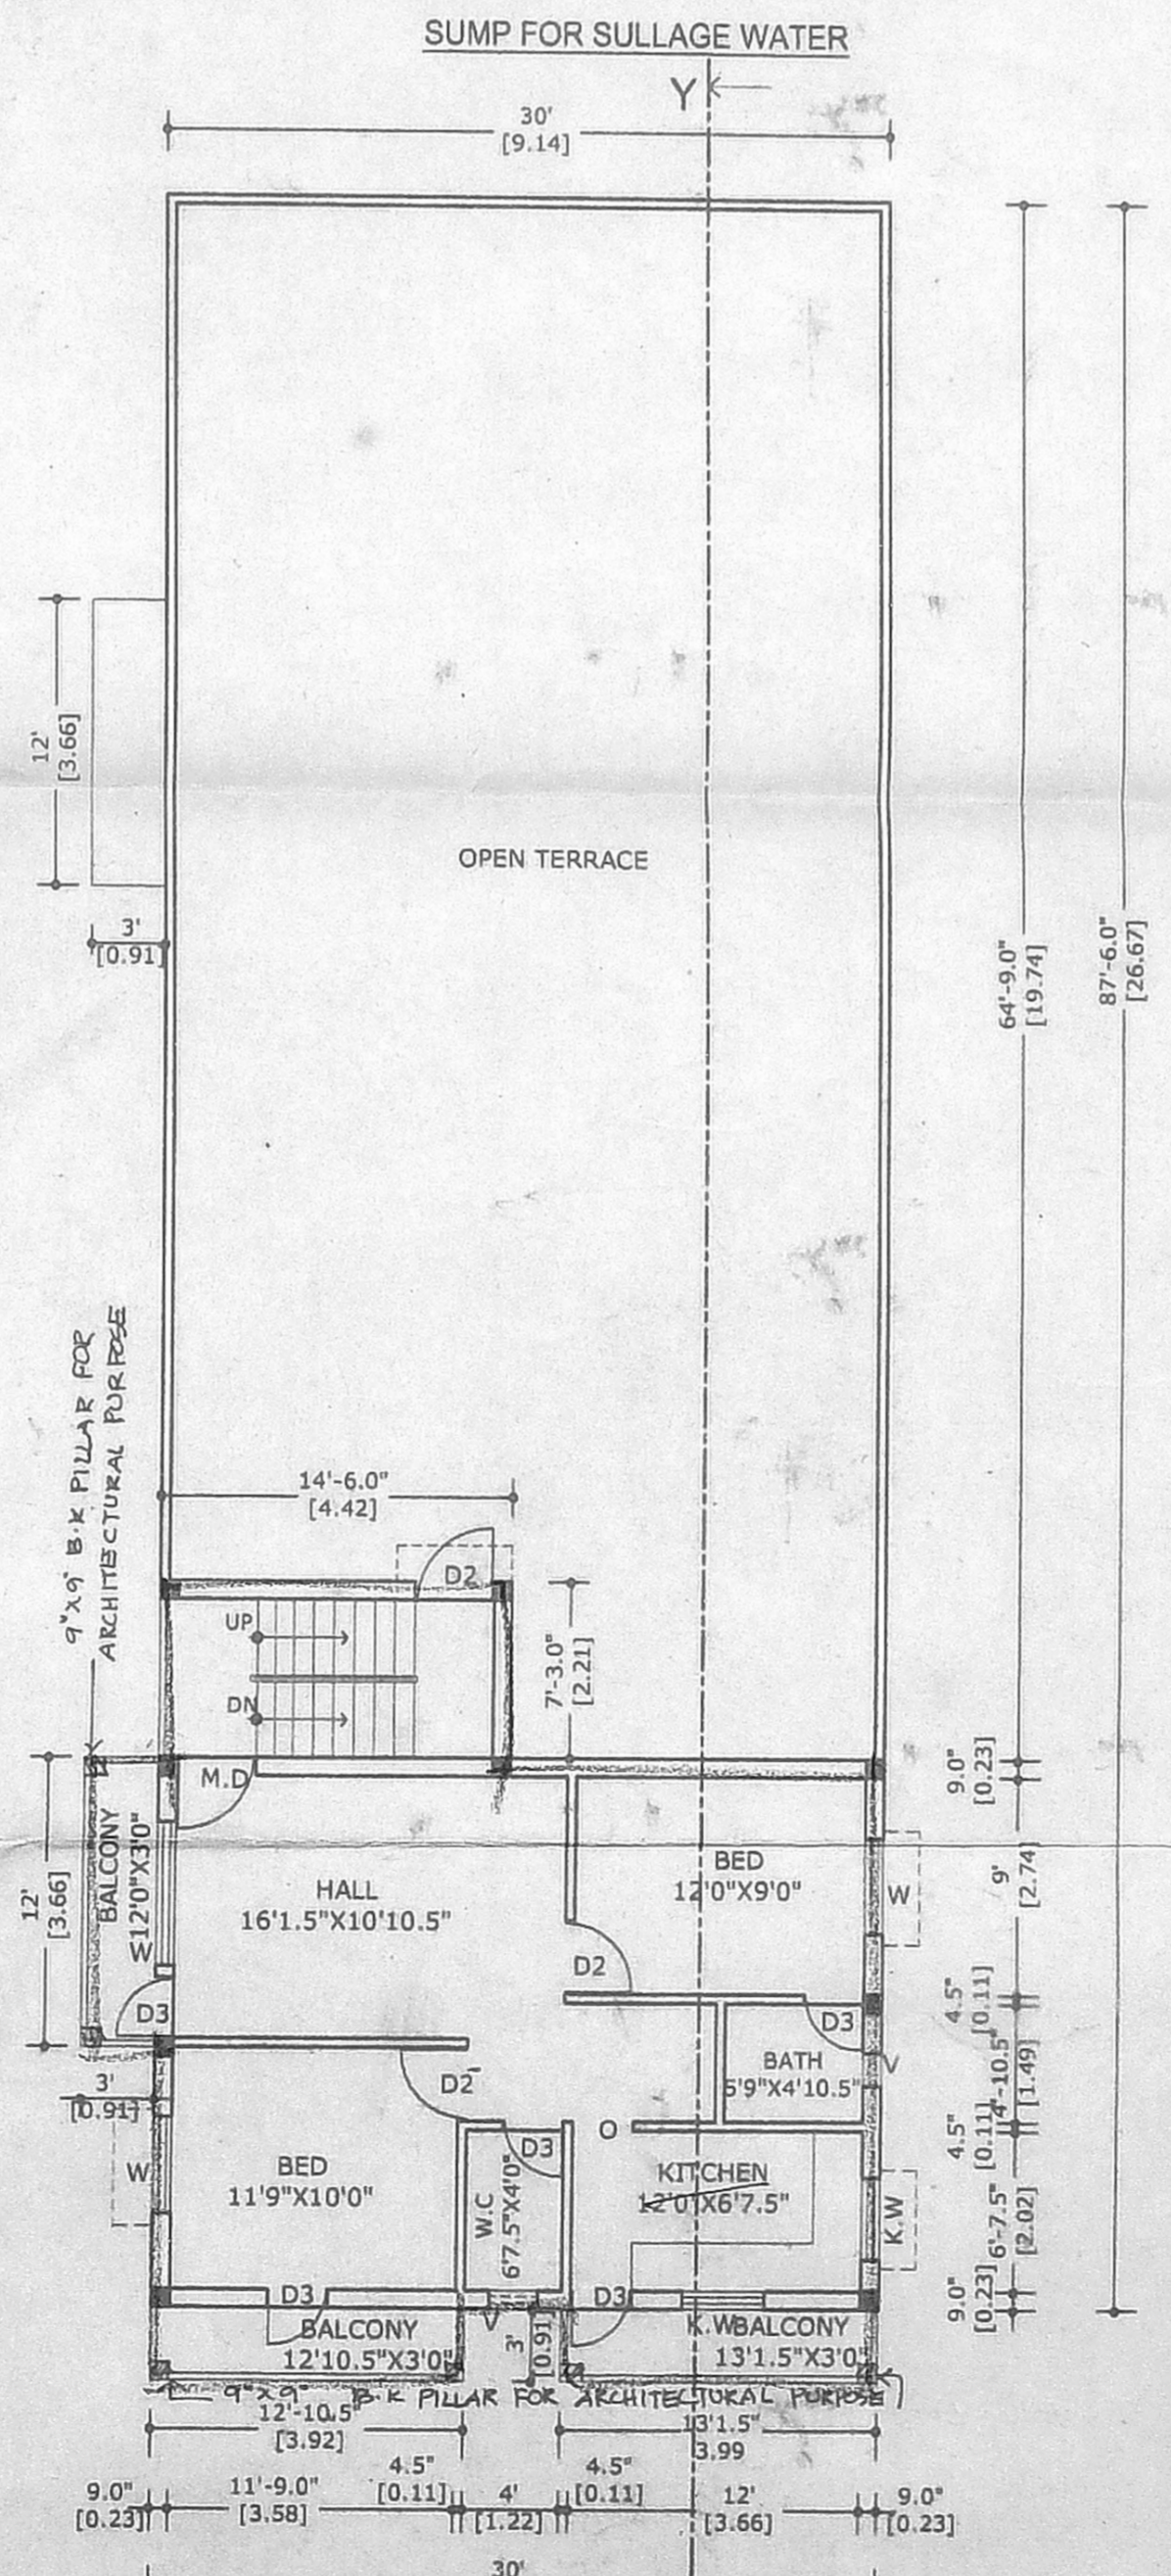 SUMP FOR SULLAGE WATER
Y
30'
[9.14]
12'
[3.66]
3'
[0.91]
OPEN TERRACE
64'-9.0"
[19.74]
87'-6.0"
[26.67]
9"X9" B.K PILLAR FOR
ARCHITECTURAL PURPOSE
14'-6.0"
[4.42]
D2
UP
DN
7'-3.0"
[2.21]
M.D
12'
[3.66]
BALCONY
12'0"X3'0"
W
HALL
16'1.5"X10'10.5"
BED
12'0"X9'0"
W
D2
D3
9.0"
[0.23]
9'
[2.74]
4.5"
[0.11]
D3
BATH
5'9"X4'10.5"
V
4'-10.5"
[1.49]
3'
[0.91]
D2
W
BED
11'9"X10'0"
D3
W.C
6'7.5"X4'0"
O
KITCHEN
12'0"X6'7.5"
K.W
4.5"
[0.11]
6'-7.5"
[2.02]
9.0"
[0.23]
D3
D3
V
K.W
BALCONY
12'10.5"X3'0"
3'
[0.91]
BALCONY
13'1.5"X3'0"
9"X9" B.K PILLAR FOR ARCHITECTURAL PURPOSE
12'-10.5"
[3.92]
13'1.5"
3.99
9.0"
[0.23]
11'-9.0"
[3.58]
4.5"
[0.11]
4'
[1.22]
4.5"
[0.11]
12'
[3.66]
9.0"
[0.23]
30'